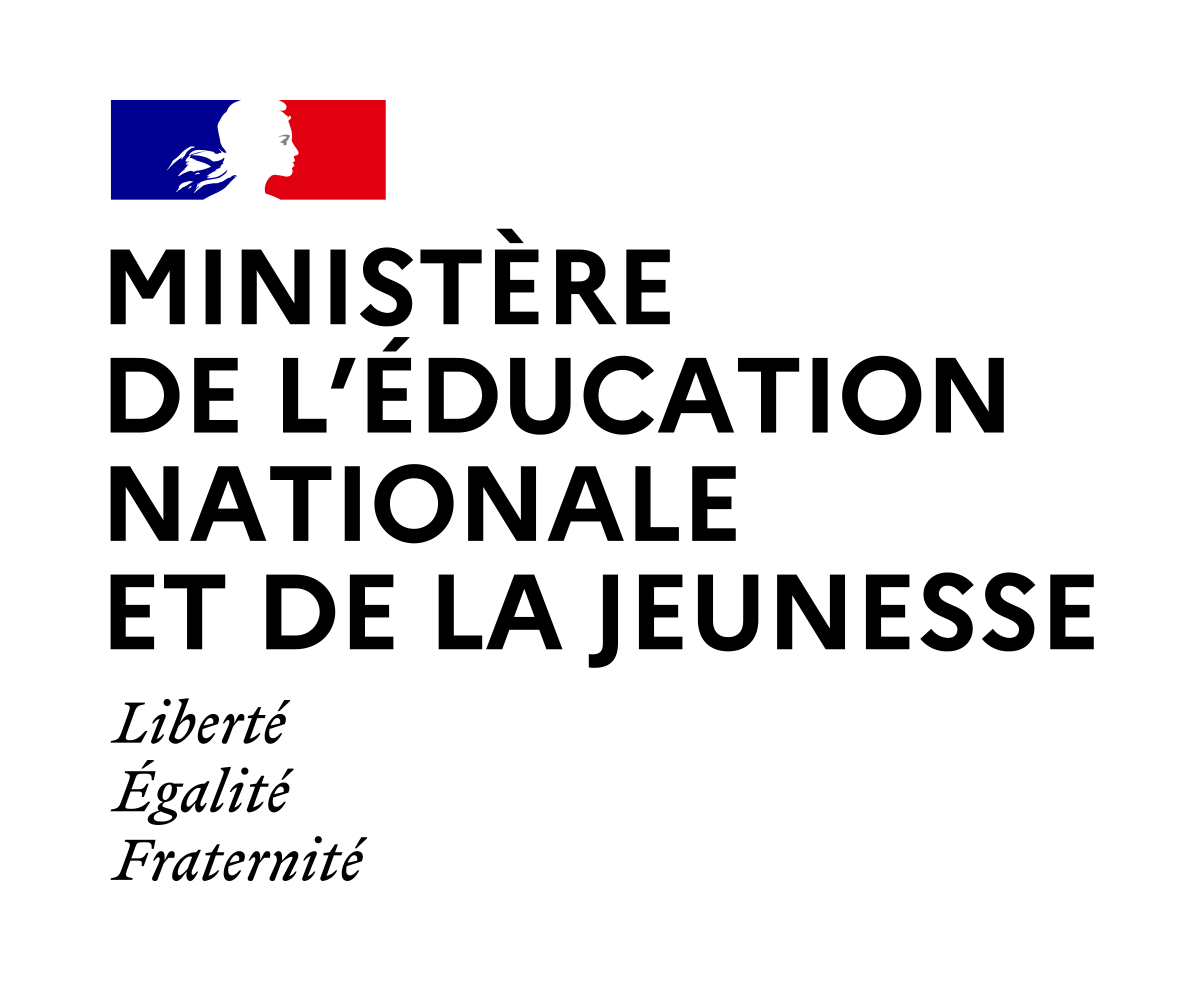 MINISTÈRE
DE L’ÉDUCATION
NATIONALE
ET DE LA JEUNESSE
Liberté
Égalité
Fraternité